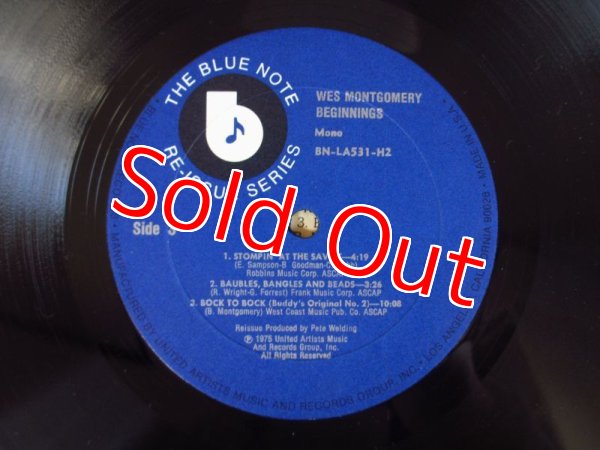 THE BLUE NOTE
RE-ISSUE SERIES
b
WES MONTGOMERY
BEGINNINGS
Mono
BN-LA531-H2
Sold Out
Side 3
1. STOMPIN' AT THE SAVOY—4:19
(E. Sampson-B. Goodman-C. Webb)
Robbins Music Corp. ASCAP
2. BAUBLES, BANGLES AND BEADS—3:26
(R. Wright-G. Forrest) Frank Music Corp. ASCAP
3. BOCK TO BOCK (Buddy's Original No. 2)—10:08
(B. Montgomery) West Coast Music Pub. Co. ASCAP
Reissue Produced by Pete Welding
Ⓟ 1975 United Artists Music
And Records Group, Inc.
All Rights Reserved
MANUFACTURED BY UNITED ARTISTS MUSIC AND RECORDS GROUP, INC. • LOS ANGELES, CALIFORNIA 90028 • MADE IN U.S.A.